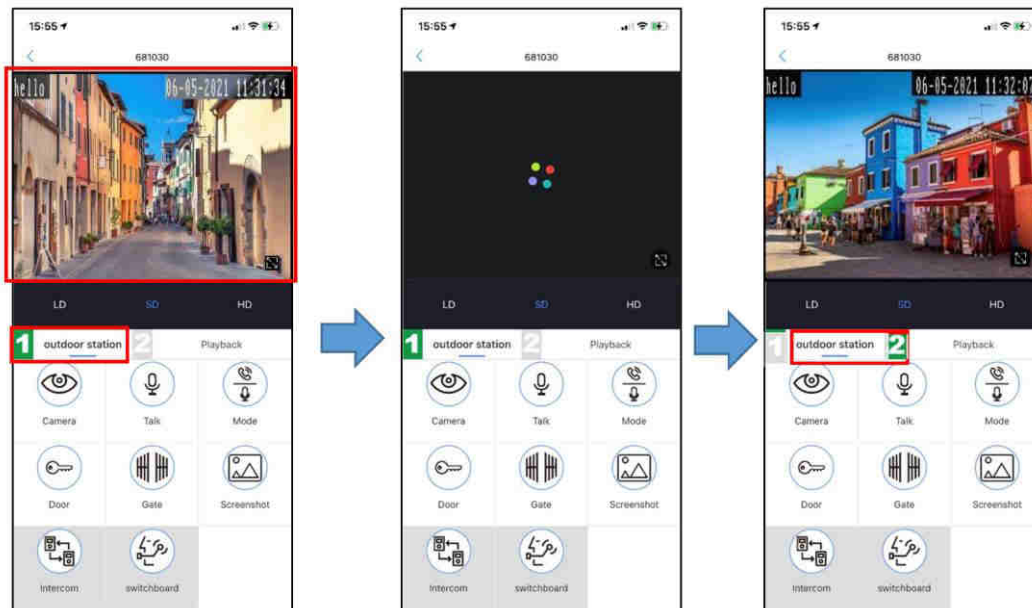 15:55
681030
hello 06-05-2021 11:31:34
LD SD HD
1 outdoor station 2 Playback
Camera Talk Mode
Door Gate Screenshot
Intercom switchboard
15:55
681030
LD SD HD
1 outdoor station 2 Playback
Camera Talk Mode
Door Gate Screenshot
Intercom switchboard
15:55
681030
hello 06-05-2021 11:32:07
LD SD HD
1 outdoor station 2 Playback
Camera Talk Mode
Door Gate Screenshot
Intercom switchboard